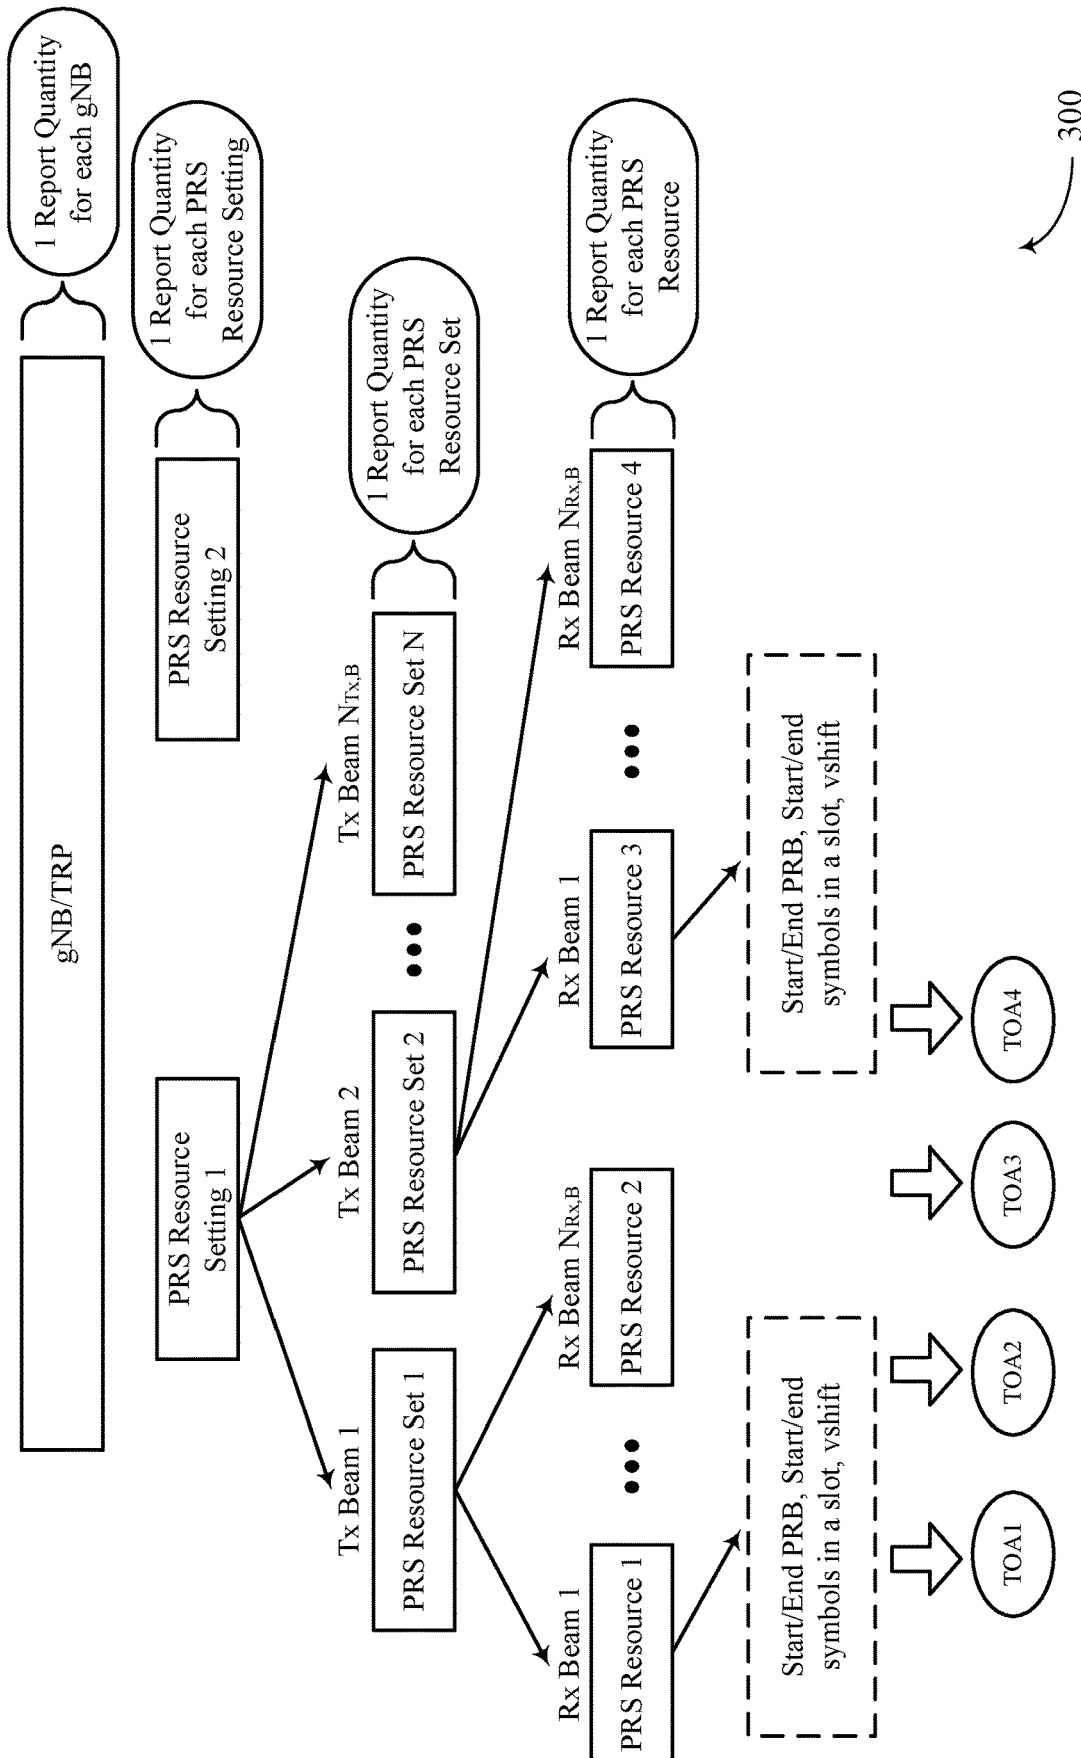 gNB/TRP
1 Report Quantity
for each gNB
PRS Resource
Setting 1
PRS Resource
Setting 2
1 Report Quantity
for each PRS
Resource Setting
Tx Beam 1
Tx Beam 2
Tx Beam NTx,B
PRS Resource Set 1
PRS Resource Set 2
PRS Resource Set N
1 Report Quantity
for each PRS
Resource Set
Rx Beam 1
Rx Beam NRx,B
Rx Beam 1
Rx Beam NRx,B
PRS Resource 1
PRS Resource 2
PRS Resource 3
PRS Resource 4
1 Report Quantity
for each PRS
Resource
Start/End PRB, Start/end
symbols in a slot, vshift
Start/End PRB, Start/end
symbols in a slot, vshift
TOA1
TOA2
TOA3
TOA4
300